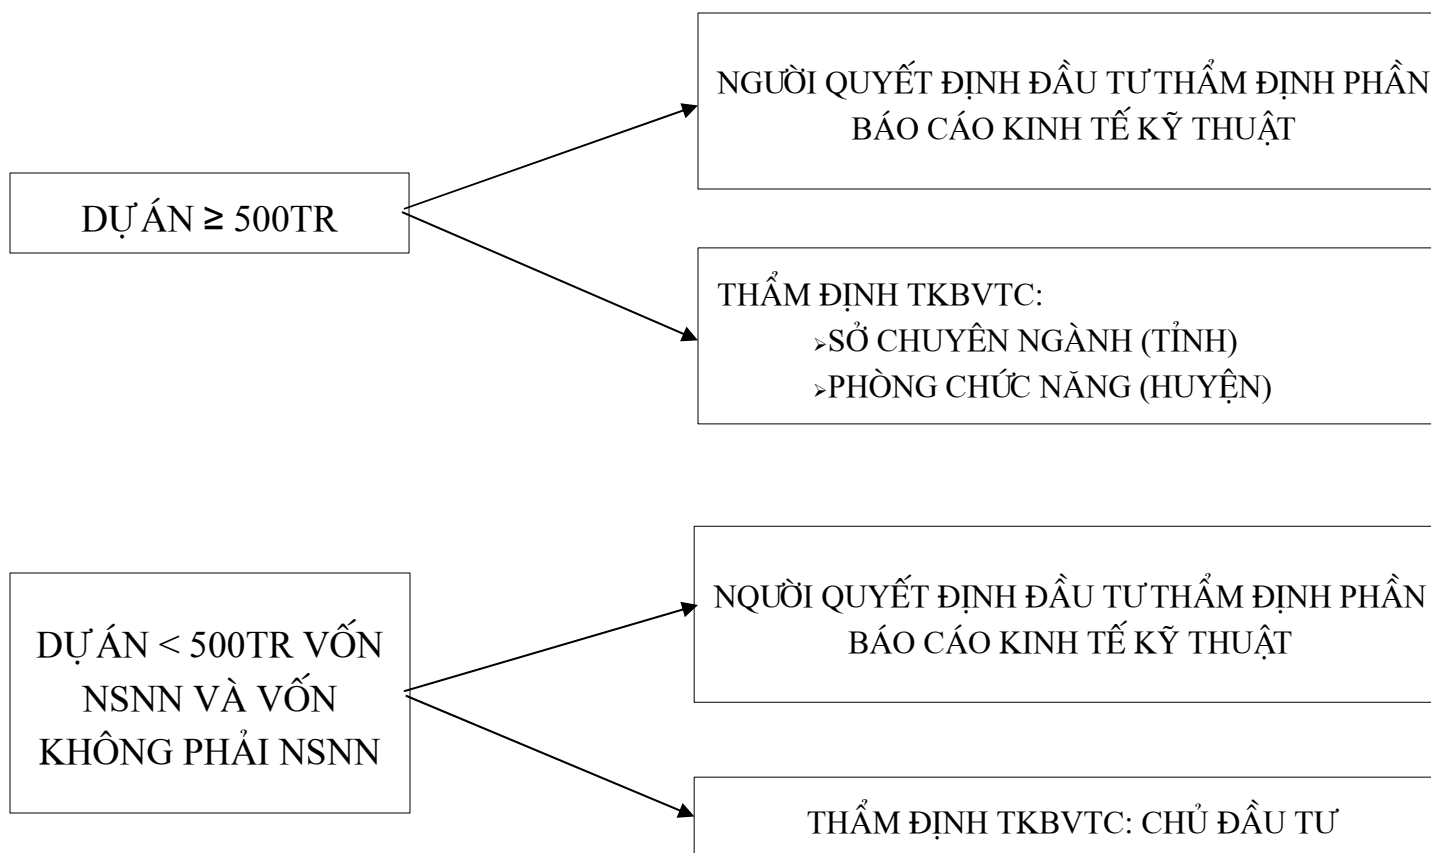 NGƯỜI QUYẾT ĐỊNH ĐẦU TƯ THẨM ĐỊNH PHẦN
BÁO CÁO KINH TẾ KỸ THUẬT
DỰ ÁN ≥ 500TR
THẨM ĐỊNH TKBVTC:
➢SỞ CHUYÊN NGÀNH (TỈNH)
➢PHÒNG CHỨC NĂNG (HUYỆN)
NQƯỜI QUYẾT ĐỊNH ĐẦU TƯ THẨM ĐỊNH PHẦN
BÁO CÁO KINH TẾ KỸ THUẬT
DỰ ÁN < 500TR VỐN
NSNN VÀ VỐN
KHÔNG PHẢI NSNN
THẨM ĐỊNH TKBVTC: CHỦ ĐẦU TƯ